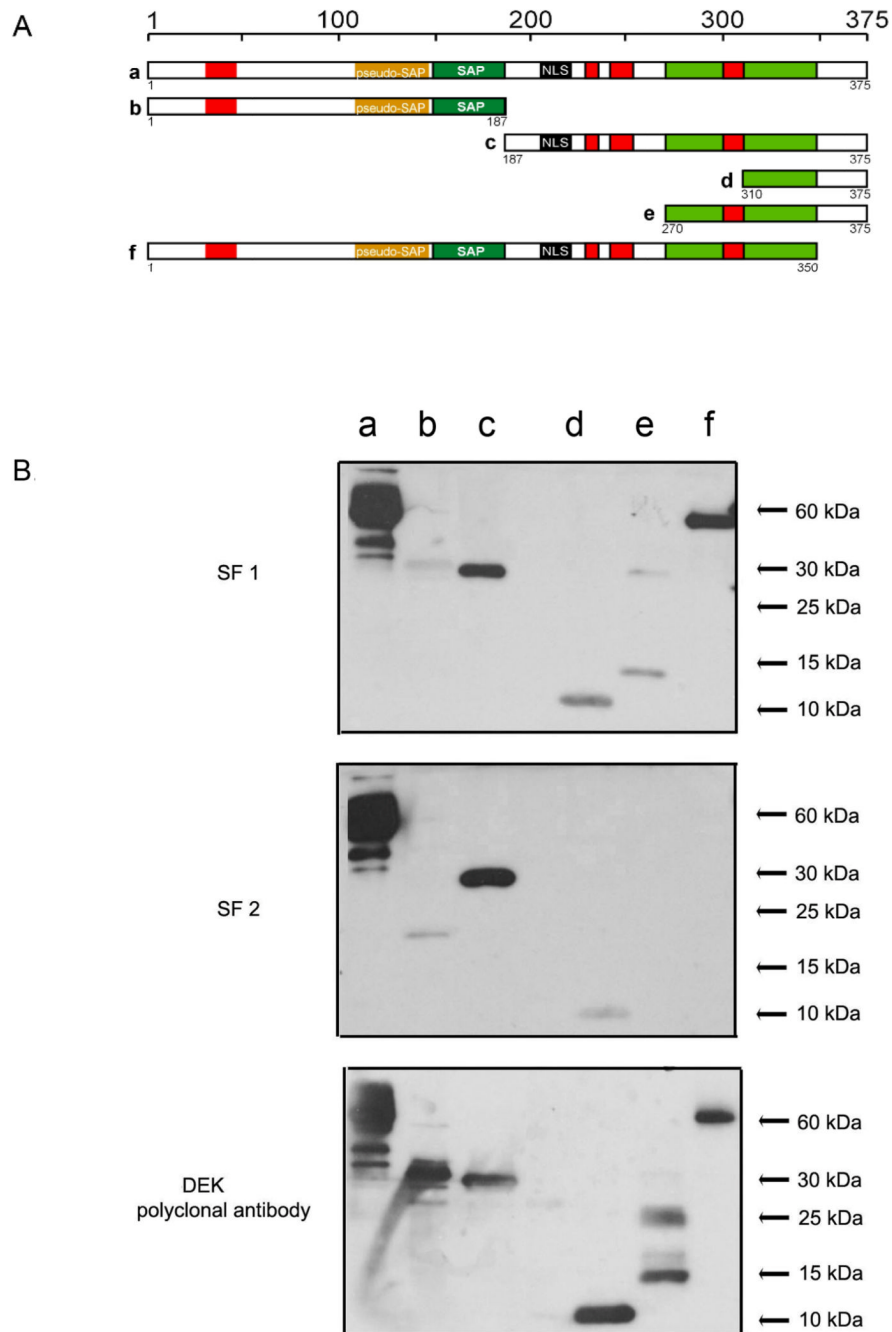 A
1 100 200 300 375
a pseudo-SAP SAP NLS
1 375
b pseudo-SAP SAP
1 187
c NLS
187 375
d
310 375
e
270 375
f pseudo-SAP SAP NLS
1 350
a b c d e f
B.
SF 1
60 kDa
30 kDa
25 kDa
15 kDa
10 kDa
SF 2
60 kDa
30 kDa
25 kDa
15 kDa
10 kDa
DEK
polyclonal antibody
60 kDa
30 kDa
25 kDa
15 kDa
10 kDa